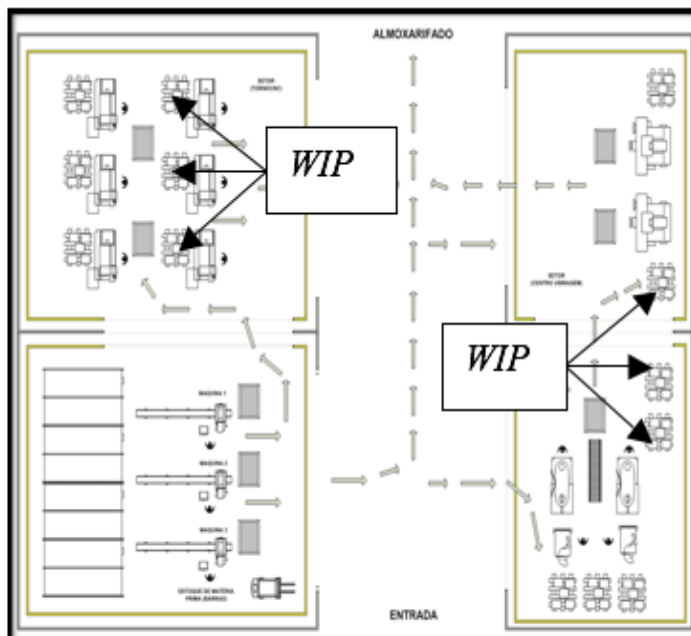 ALMOXARIFADO
SETOR
(TORNOCNC)
WIP
SETOR
(CENTRO USINAGEM)
WIP
MAQUINA 1
MAQUINA 2
MAQUINA 3
ESTOQUE DE MATÉRIA
PRIMA (BARRAS)
ENTRADA